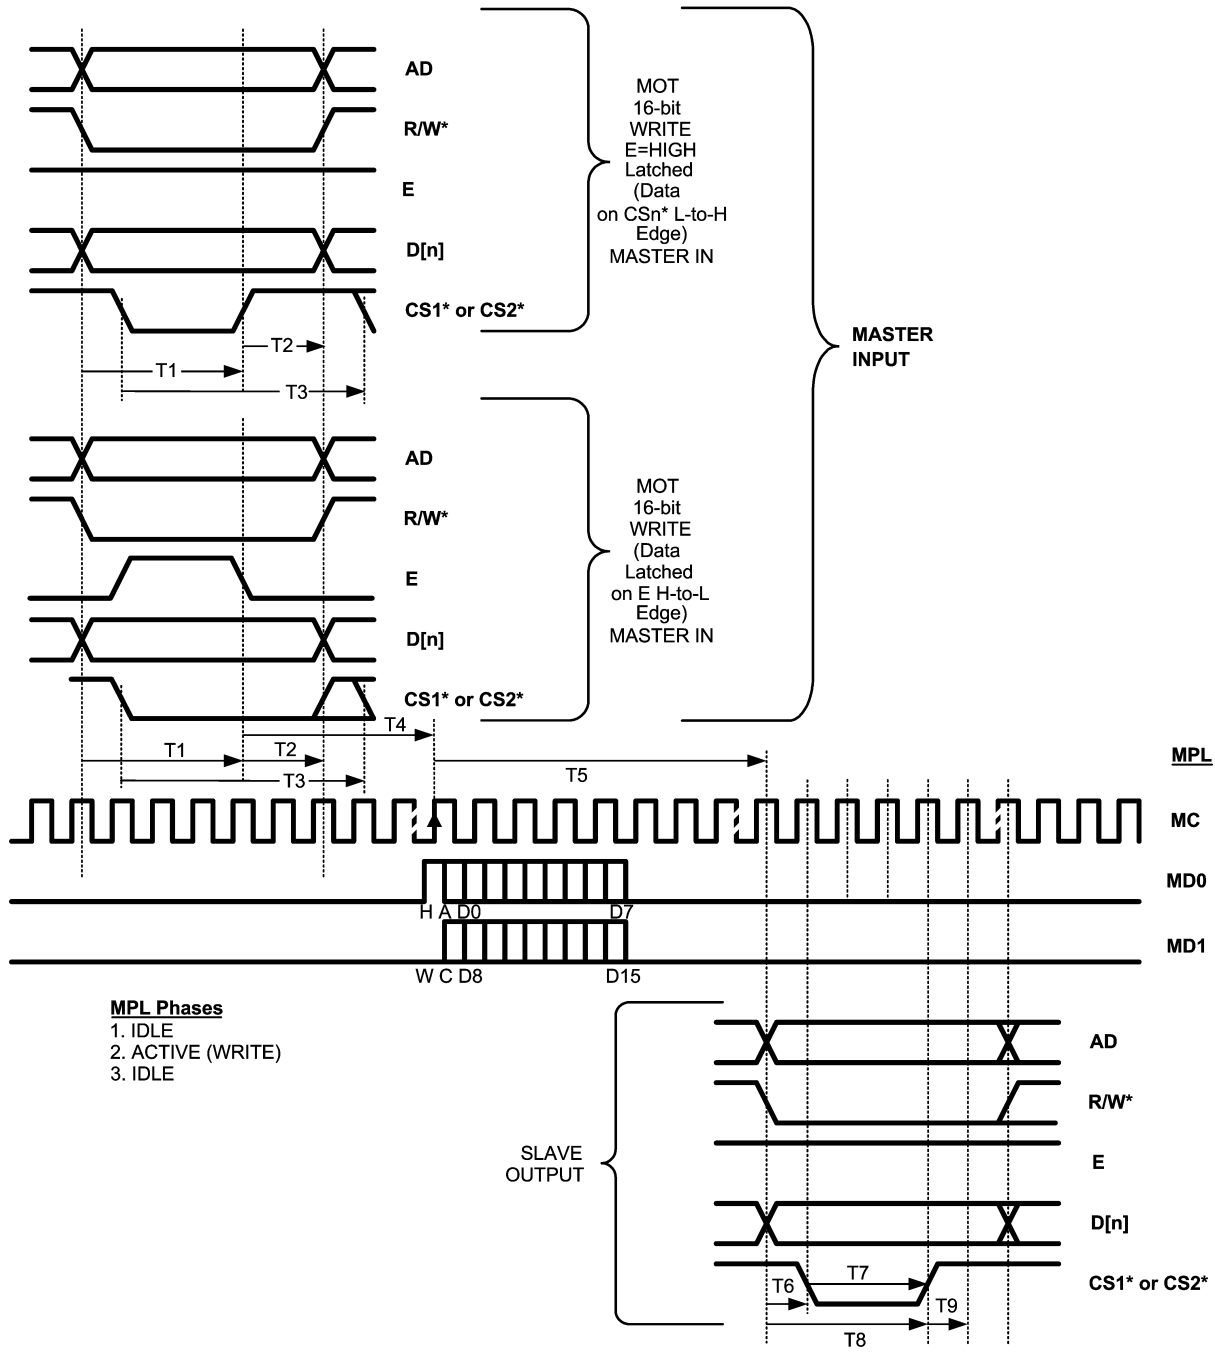 AD
R/W*
E
D[n]
CS1* or CS2*
T2
T1
T3
MOT
16-bit
WRITE
E=HIGH
Latched
(Data
on CSn* L-to-H
Edge)
MASTER IN
MASTER
INPUT
AD
R/W*
E
D[n]
CS1* or CS2*
MOT
16-bit
WRITE
(Data
Latched
on E H-to-L
Edge)
MASTER IN
T4
T1
T2
T3
T5
MPL
MC
MD0
H A D0 D7
MD1
W C D8 D15
MPL Phases
1. IDLE
2. ACTIVE (WRITE)
3. IDLE
SLAVE
OUTPUT
AD
R/W*
E
D[n]
CS1* or CS2*
T7
T6
T9
T8